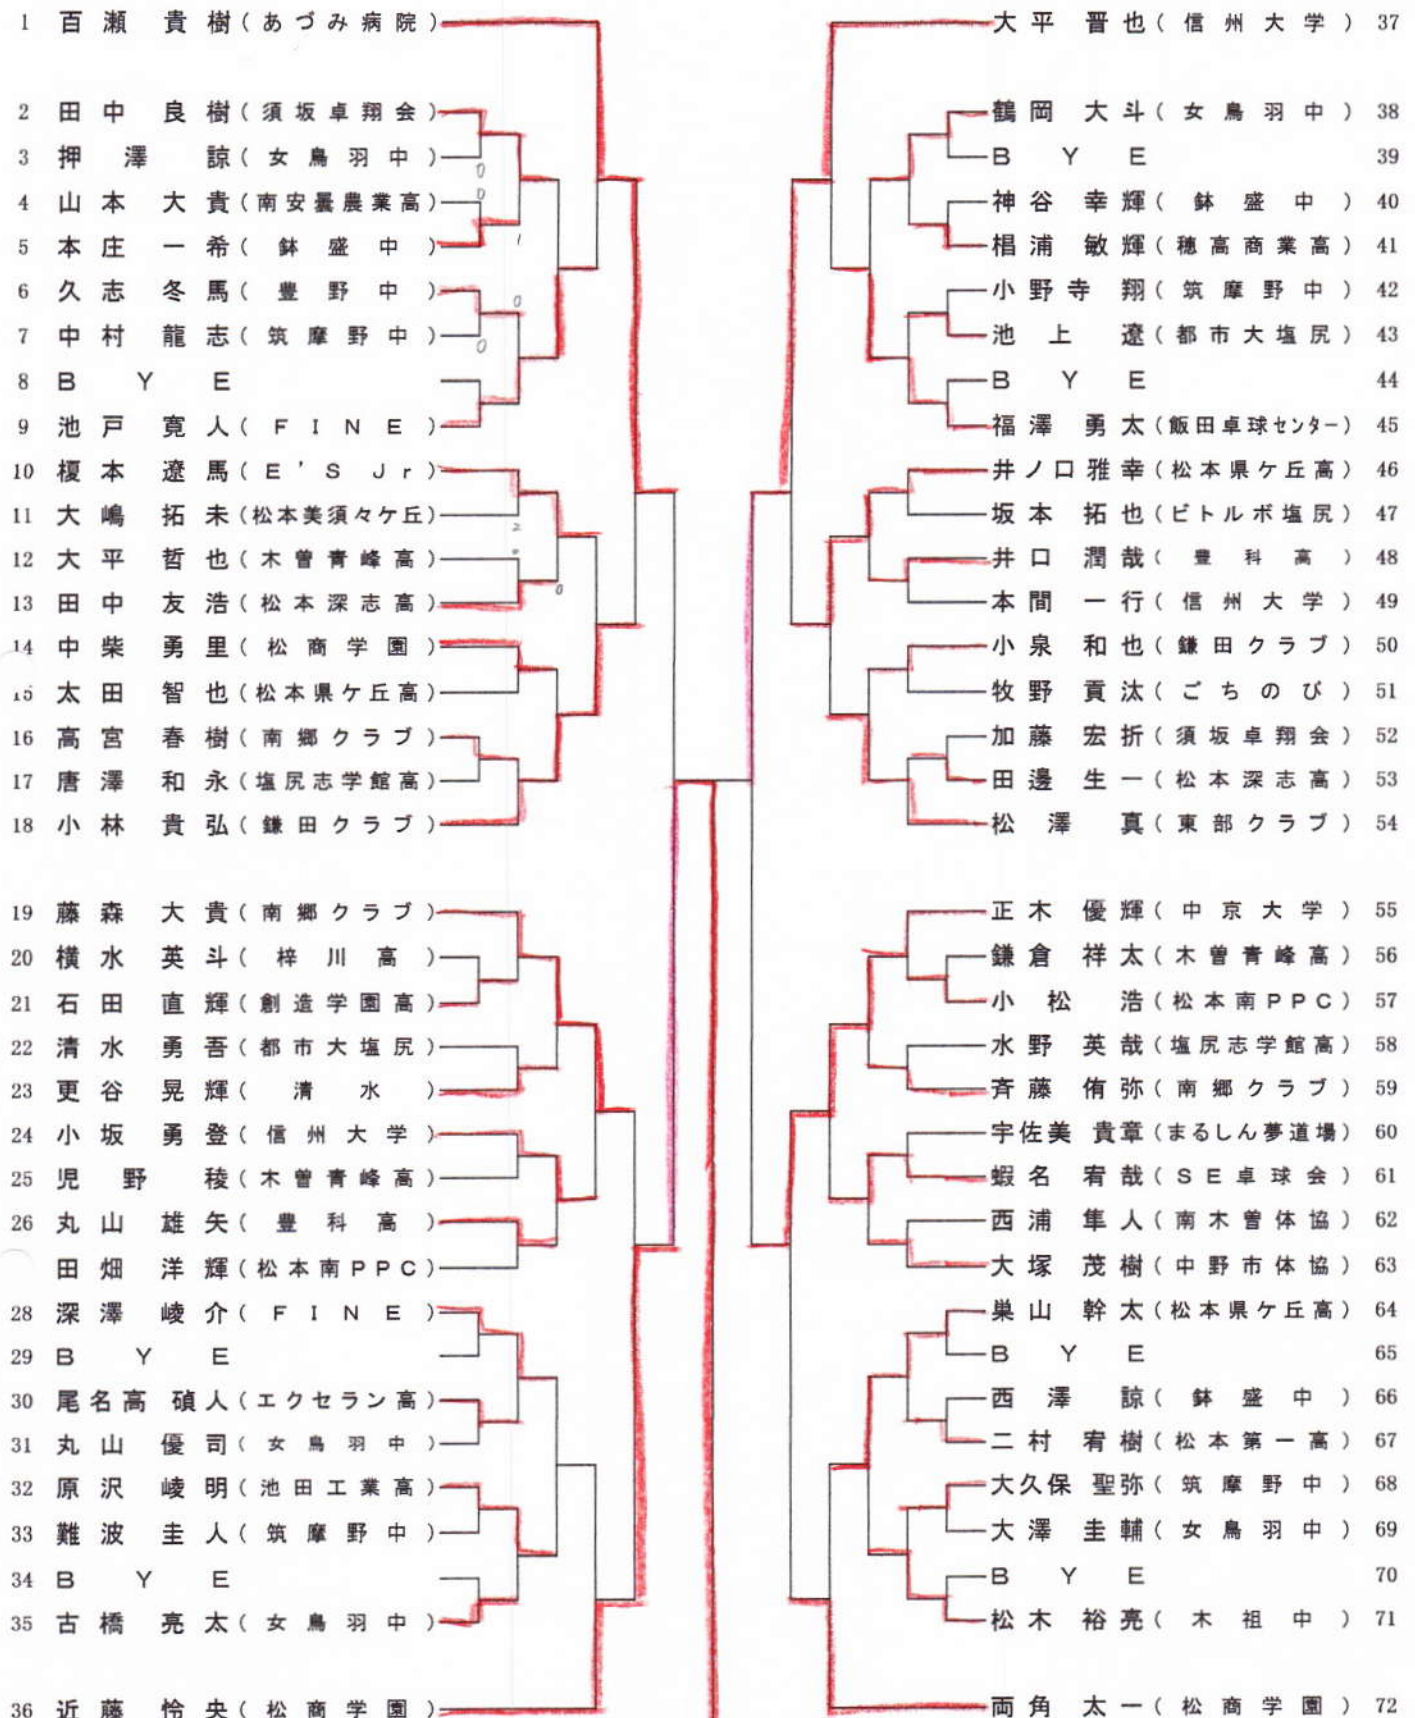 1 百瀬 貴樹(あづみ病院)
2 田中 良樹(須坂卓翔会)
3 押澤 諒(女鳥羽中)
4 山本 大貴(南安曇農業高)
5 本庄 一希(鉢盛中)
6 久志 冬馬(豊野中)
7 中村 龍志(筑摩野中)
8 BYE
9 池戸 寛人(FINE)
10 榎本 遼馬(E'S Jr)
11 大嶋 拓未(松本美須々ケ丘)
12 大平 哲也(木曽青峰高)
13 田中 友浩(松本深志高)
14 中柴 勇里(松商学園)
15 太田 智也(松本県ケ丘高)
16 高宮 春樹(南郷クラブ)
17 唐澤 和永(塩尻志学館高)
18 小林 貴弘(鎌田クラブ)
19 藤森 大貴(南郷クラブ)
20 横水 英斗(梓川高)
21 石田 直輝(創造学園高)
22 清水 勇吾(都市大塩尻)
23 更谷 晃輝(清水)
24 小坂 勇登(信州大学)
25 児野 稜(木曽青峰高)
26 丸山 雄矢(豊科高)
田畑 洋輝(松本南PPC)
28 深澤 崚介(FINE)
29 BYE
30 尾名高 碩人(エクセラン高)
31 丸山 優司(女鳥羽中)
32 原沢 崚明(池田工業高)
33 難波 圭人(筑摩野中)
34 BYE
35 古橋 亮太(女鳥羽中)
36 近藤 怜央(松商学園)
大平 晋也(信州大学) 37
鶴岡 大斗(女鳥羽中) 38
BYE 39
神谷 幸輝(鉢盛中) 40
椙浦 敏輝(穂高商業高) 41
小野寺 翔(筑摩野中) 42
池上 遼(都市大塩尻) 43
BYE 44
福澤 勇太(飯田卓球センター) 45
井ノ口雅幸(松本県ケ丘高) 46
坂本 拓也(ビトルボ塩尻) 47
井口 潤哉(豊科高) 48
本間 一行(信州大学) 49
小泉 和也(鎌田クラブ) 50
牧野 貢汰(ごちのぴ) 51
加藤 宏折(須坂卓翔会) 52
田邊 生一(松本深志高) 53
松澤 真(東部クラブ) 54
正木 優輝(中京大学) 55
鎌倉 祥太(木曽青峰高) 56
小松 浩(松本南PPC) 57
水野 英哉(塩尻志学館高) 58
斉藤 侑弥(南郷クラブ) 59
宇佐美 貴章(まるしん夢道場) 60
蝦名 宥哉(SE卓球会) 61
西浦 隼人(南木曽体協) 62
大塚 茂樹(中野市体協) 63
巣山 幹太(松本県ケ丘高) 64
BYE 65
西澤 諒(鉢盛中) 66
二村 宥樹(松本第一高) 67
大久保 聖弥(筑摩野中) 68
大澤 圭輔(女鳥羽中) 69
BYE 70
松木 裕亮(木祖中) 71
両角 太一(松商学園) 72